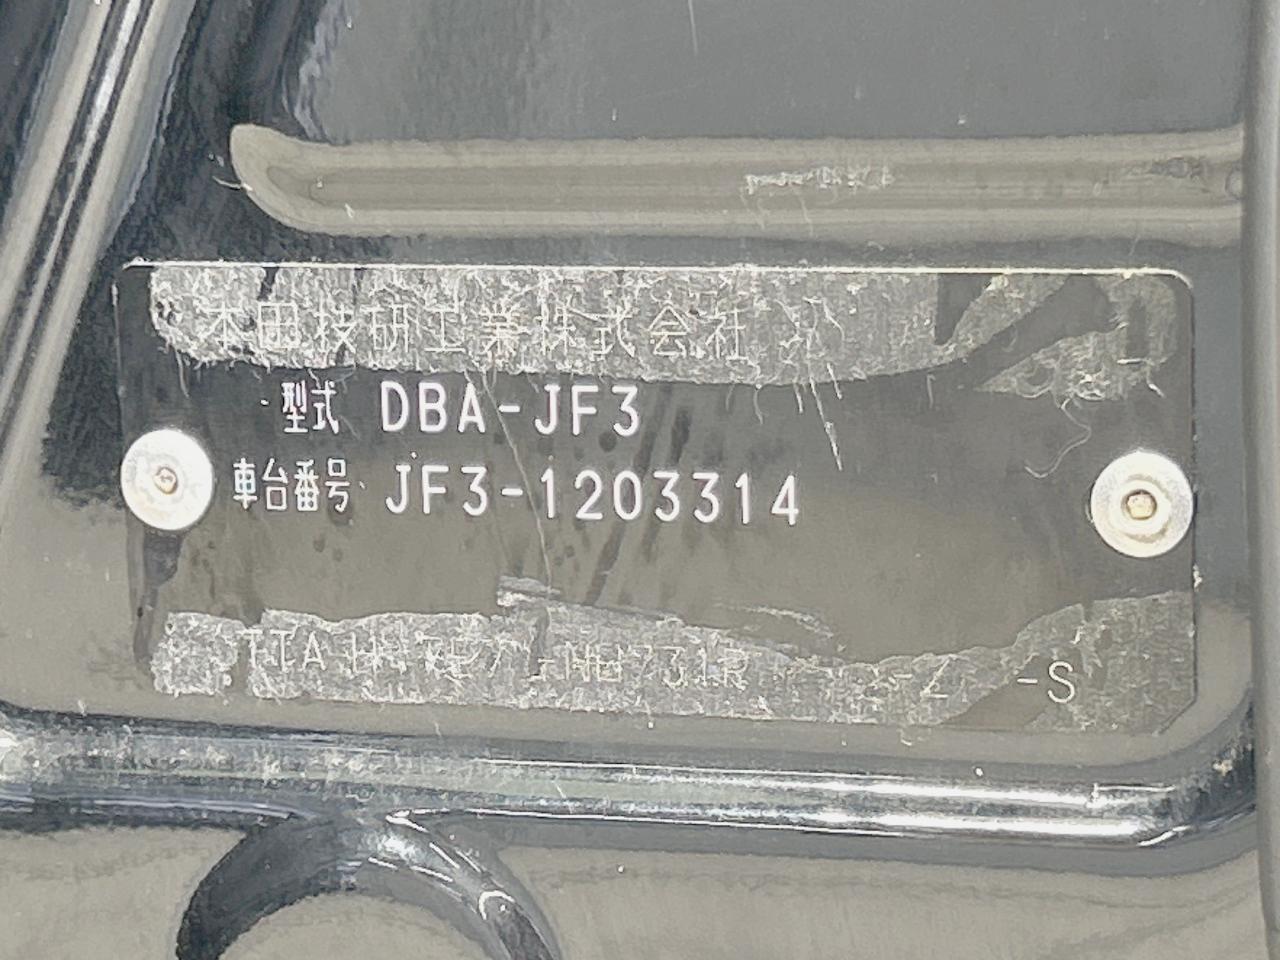 本田技研工業株式会社
型式 DBA-JF3
車台番号 JF3-1203314
-S